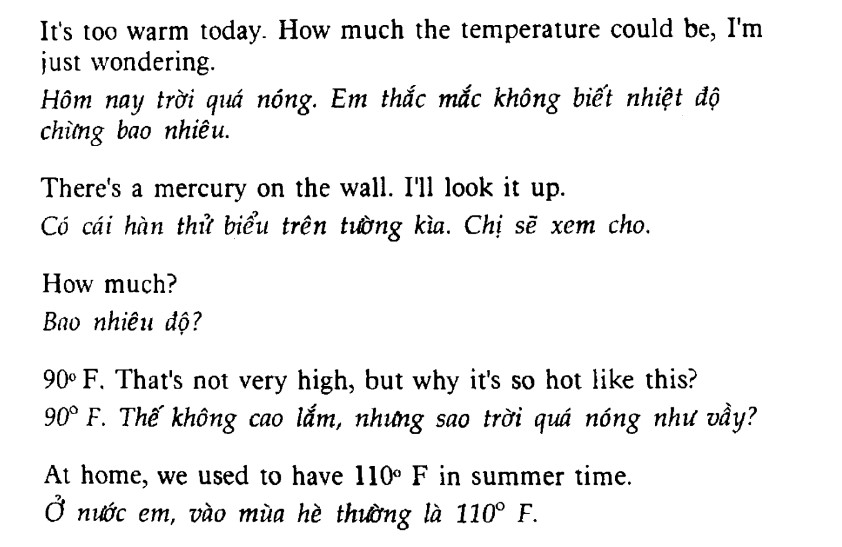 It's too warm today. How much the temperature could be, I'm
just wondering.
Hôm nay trời quá nóng. Em thắc mắc không biết nhiệt độ
chừng bao nhiêu.
There's a mercury on the wall. I'll look it up.
Có cái hàn thử biểu trên tường kìa. Chị sẽ xem cho.
How much?
Bao nhiêu độ?
90º F. That's not very high, but why it's so hot like this?
90° F. Thế không cao lắm, nhưng sao trời quá nóng như vầy?
At home, we used to have 110º F in summer time.
Ở nước em, vào mùa hè thường là 110° F.